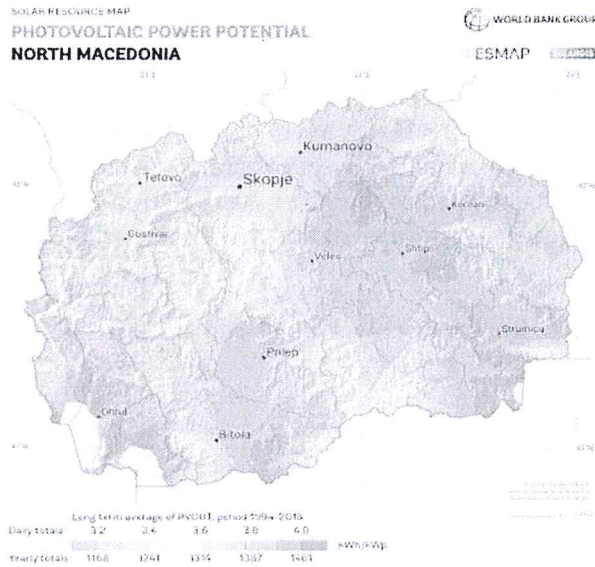 SOLAR RESOURCE MAP
PHOTOVOLTAIC POWER POTENTIAL
NORTH MACEDONIA
WORLD BANK GROUP
ESMAP
Kumanovo
Tetovo
Skopje
Kočani
Gostivar
Veles
Shtip
Strumica
Prilep
Ohrid
Bitola
Long term average of PVOUT, period 1994-2018
Daily totals: 3.2 3.4 3.6 3.8 4.0
kWh/kWp
Yearly totals: 1168 1241 1314 1387 1461